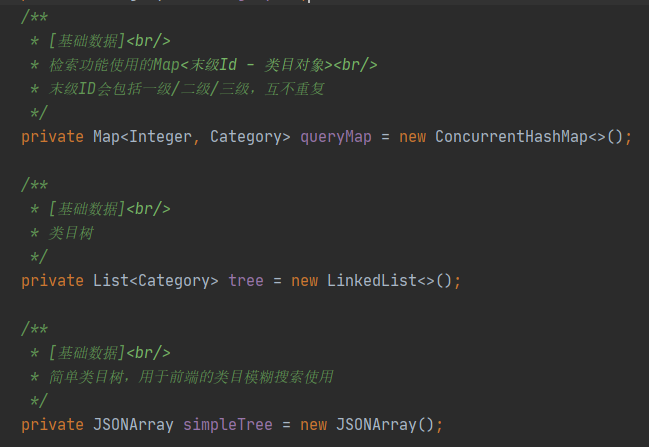 /**
 * [基础数据]<br/>
 * 检索功能使用的Map<末级Id - 类目对象><br/>
 * 末级ID会包括一级/二级/三级，互不重复
 */
private Map<Integer, Category> queryMap = new ConcurrentHashMap<>();
/**
 * [基础数据]<br/>
 * 类目树
 */
private List<Category> tree = new LinkedList<>();
/**
 * [基础数据]<br/>
 * 简单类目树，用于前端的类目模糊搜索使用
 */
private JSONArray simpleTree = new JSONArray();